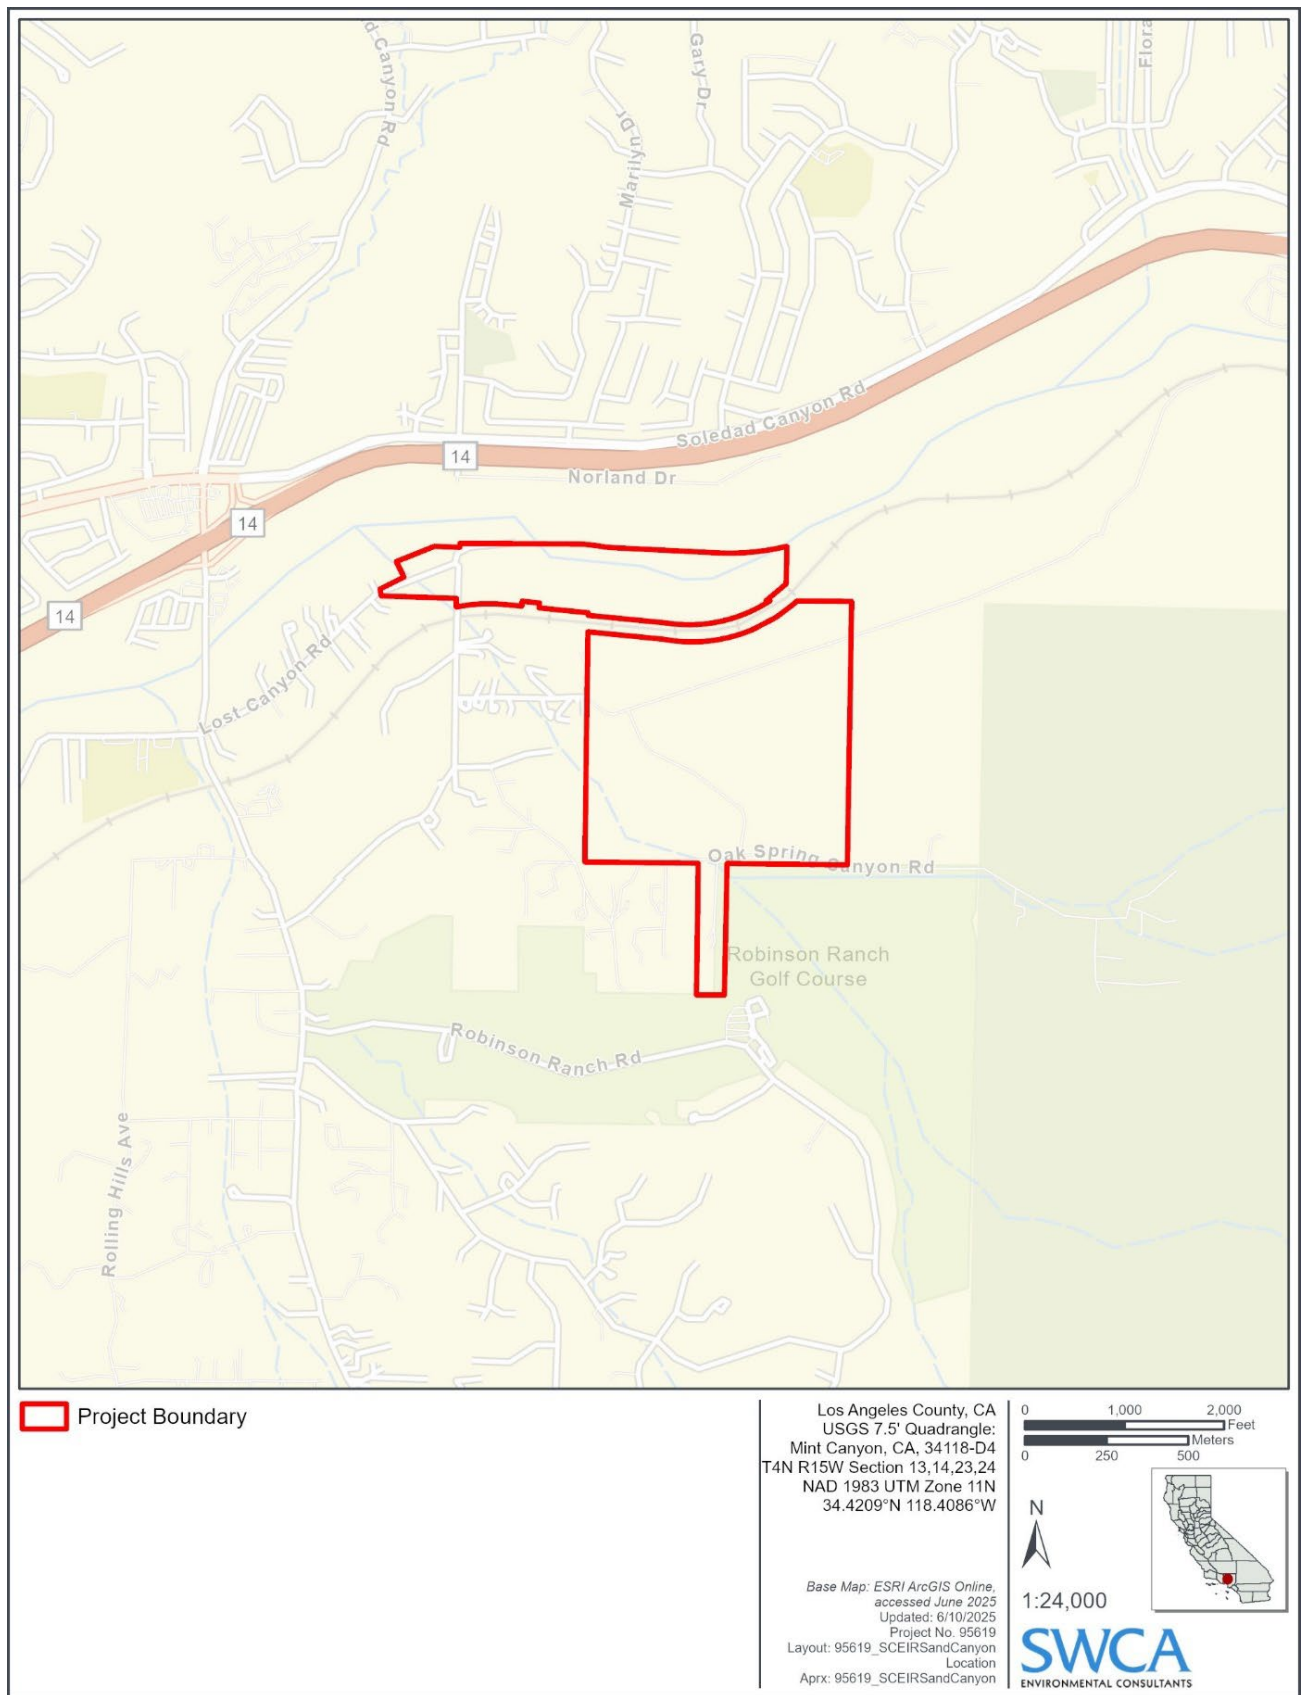 d Canyon Rd
Gary Dr
Flora
Marilyn Dr
Soledad Canyon Rd
14
Norland Dr
14
14
Lost Canyon Rd
Oak Spring Canyon Rd
Robinson Ranch
Golf Course
Robinson Ranch Rd
Rolling Hills Ave
Project Boundary
Los Angeles County, CA
USGS 7.5' Quadrangle:
Mint Canyon, CA, 34118-D4
T4N R15W Section 13,14,23,24
NAD 1983 UTM Zone 11N
34.4209°N 118.4086°W
Base Map: ESRI ArcGIS Online,
accessed June 2025
Updated: 6/10/2025
Project No. 95619
Layout: 95619_SCEIRSandCanyon
Location
Aprx: 95619_SCEIRSandCanyon
0 1,000 2,000
Feet
Meters
0 250 500
N
1:24,000
SWCA
ENVIRONMENTAL CONSULTANTS